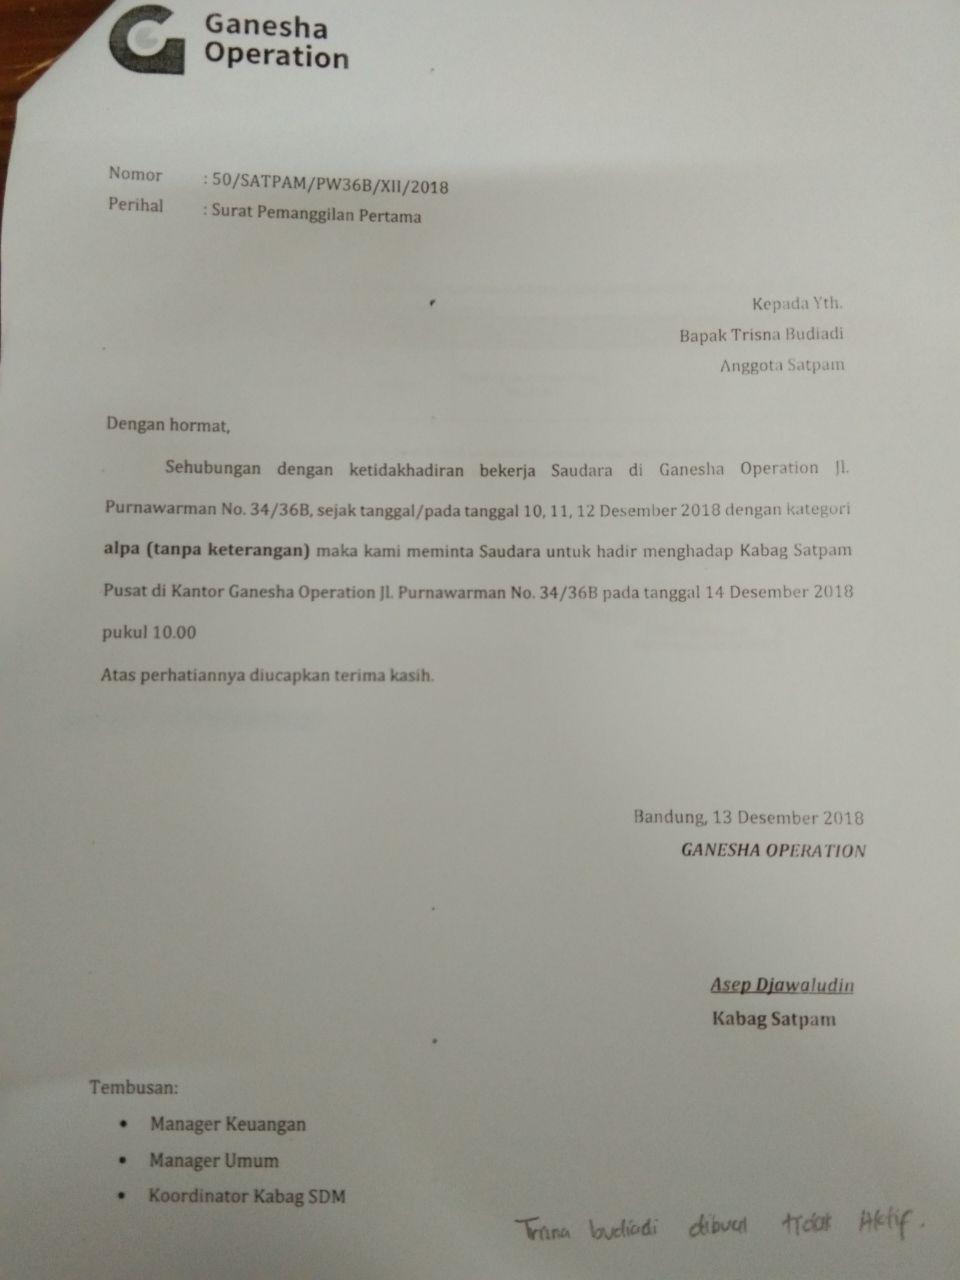 Ganesha
Operation
Nomor : 50/SATPAM/PW36B/XII/2018
Perihal : Surat Pemanggilan Pertama
Kepada Yth.
Bapak Trisna Budiadi
Anggota Satpam
Dengan hormat,
Sehubungan dengan ketidakhadiran bekerja Saudara di Ganesha Operation Jl.
Purnawarman No. 34/36B, sejak tanggal/pada tanggal 10, 11, 12 Desember 2018 dengan kategori
alpa (tanpa keterangan) maka kami meminta Saudara untuk hadir menghadap Kabag Satpam
Pusat di Kantor Ganesha Operation Jl. Purnawarman No. 34/36B pada tanggal 14 Desember 2018
pukul 10.00
Atas perhatiannya diucapkan terima kasih.
Bandung, 13 Desember 2018
GANESHA OPERATION
Asep Djawaludin
Kabag Satpam
Tembusan:
• Manager Keuangan
• Manager Umum
• Koordinator Kabag SDM
budiadi dibuat tidak Aktif.